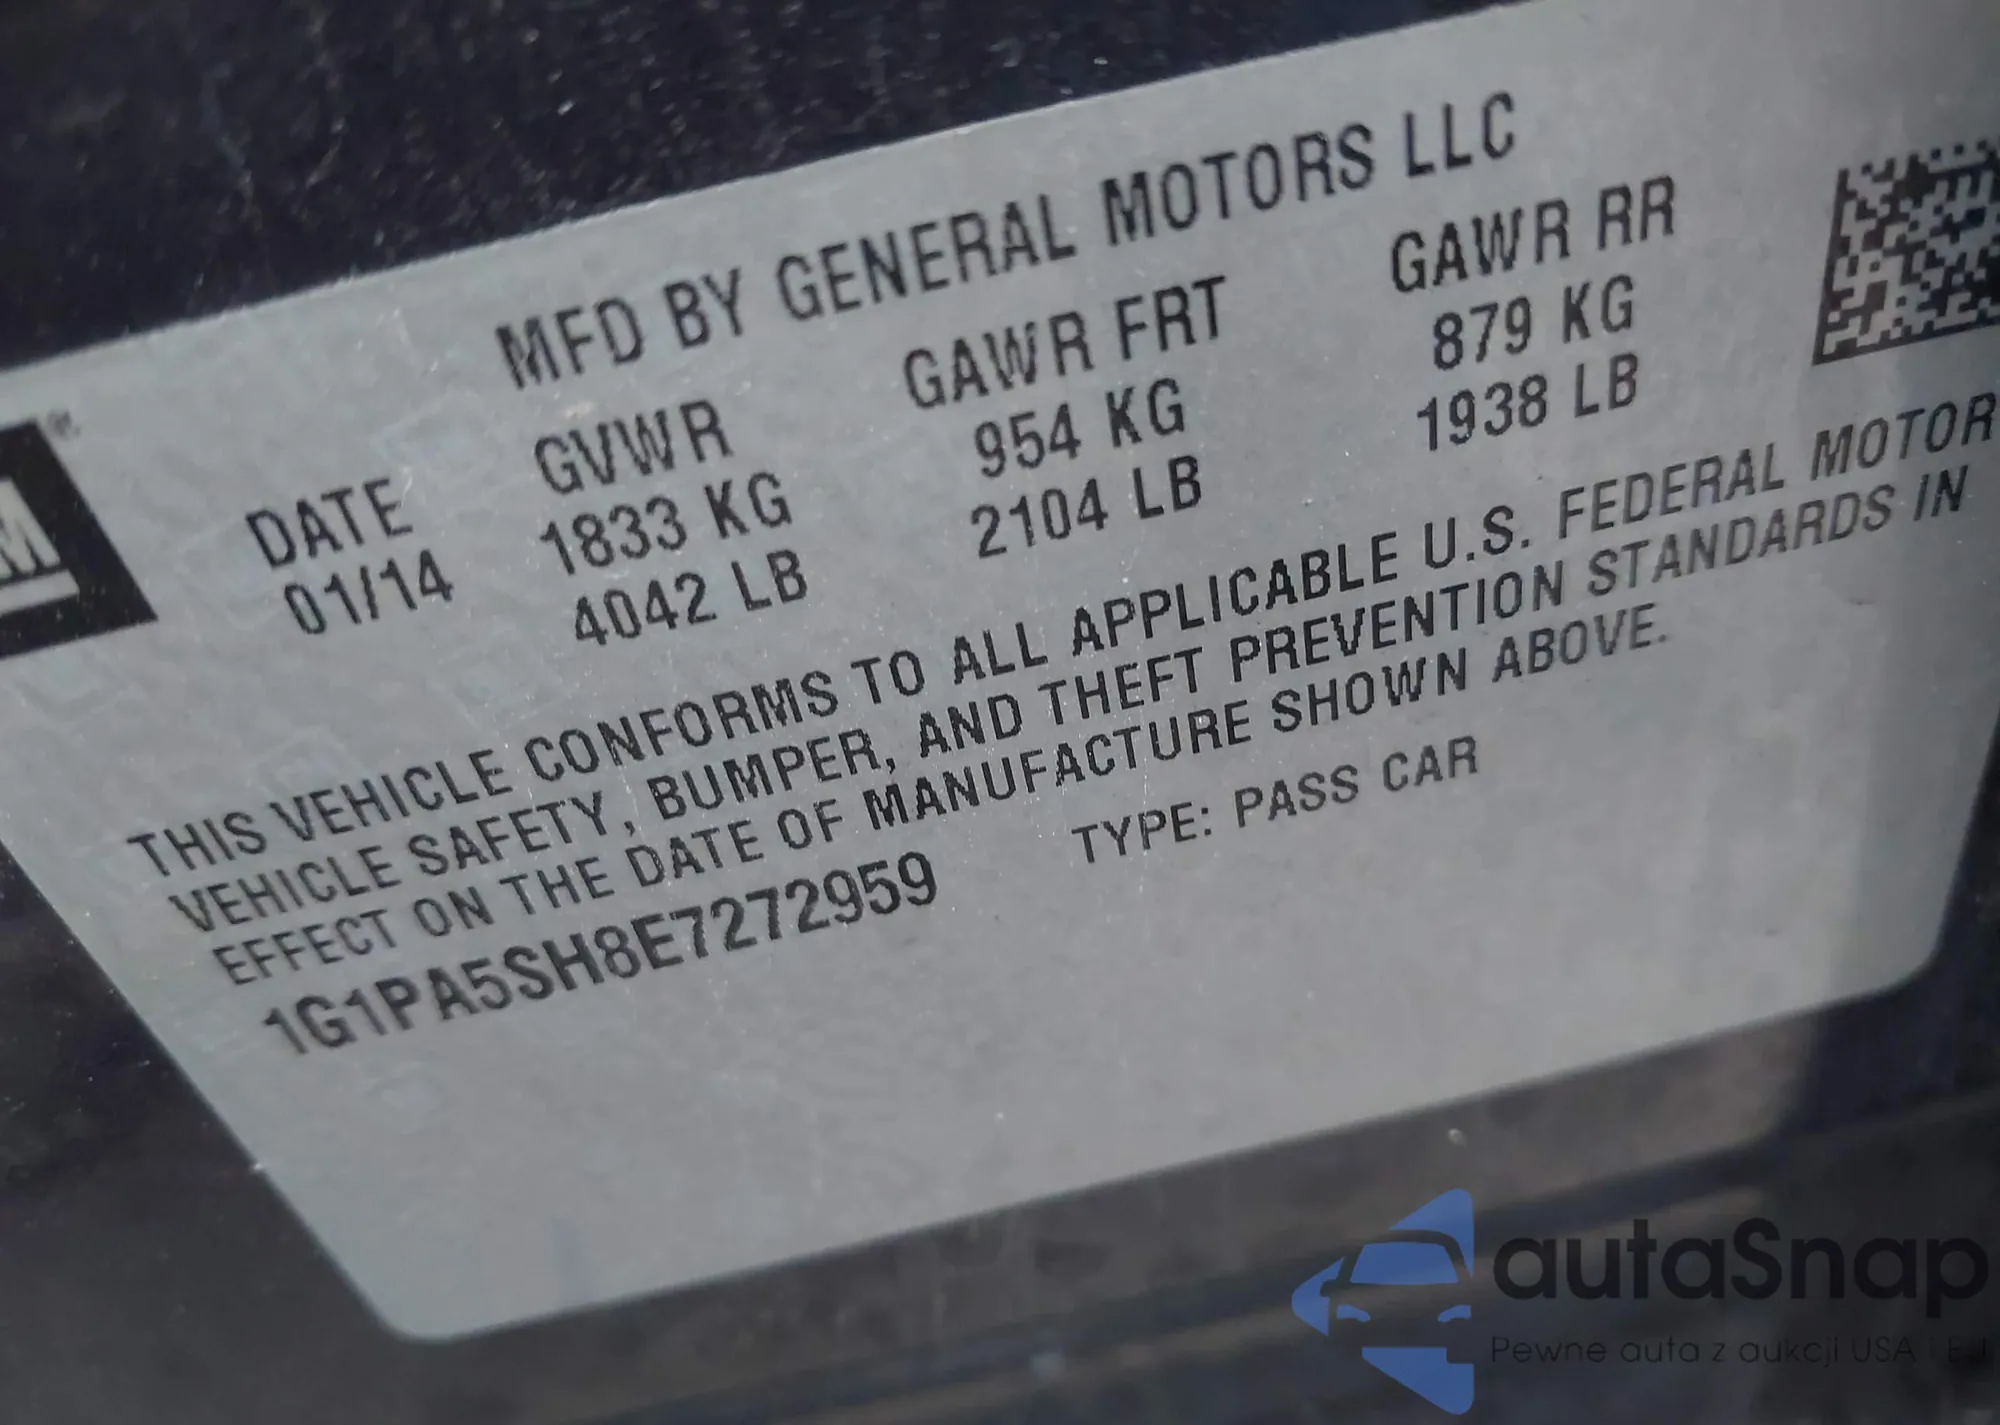 MFD BY GENERAL MOTORS LLC
DATE GVWR GAWR FRT GAWR RR
01/14 1833 KG 954 KG 879 KG
4042 LB 2104 LB 1938 LB
THIS VEHICLE CONFORMS TO ALL APPLICABLE U.S. FEDERAL MOTOR
VEHICLE SAFETY, BUMPER, AND THEFT PREVENTION STANDARDS IN
EFFECT ON THE DATE OF MANUFACTURE SHOWN ABOVE.
1G1PA5SH8E7272959 TYPE: PASS CAR
autaSnap
Pewne auta z aukcji USA i EU